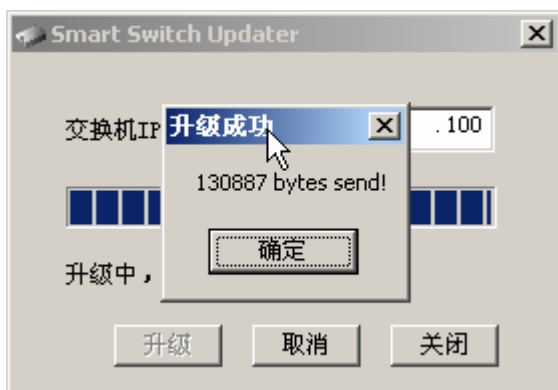 Smart Switch Updater
交换机IP
.100
升级成功
130887 bytes send!
确定
升级中，
升级
取消
关闭